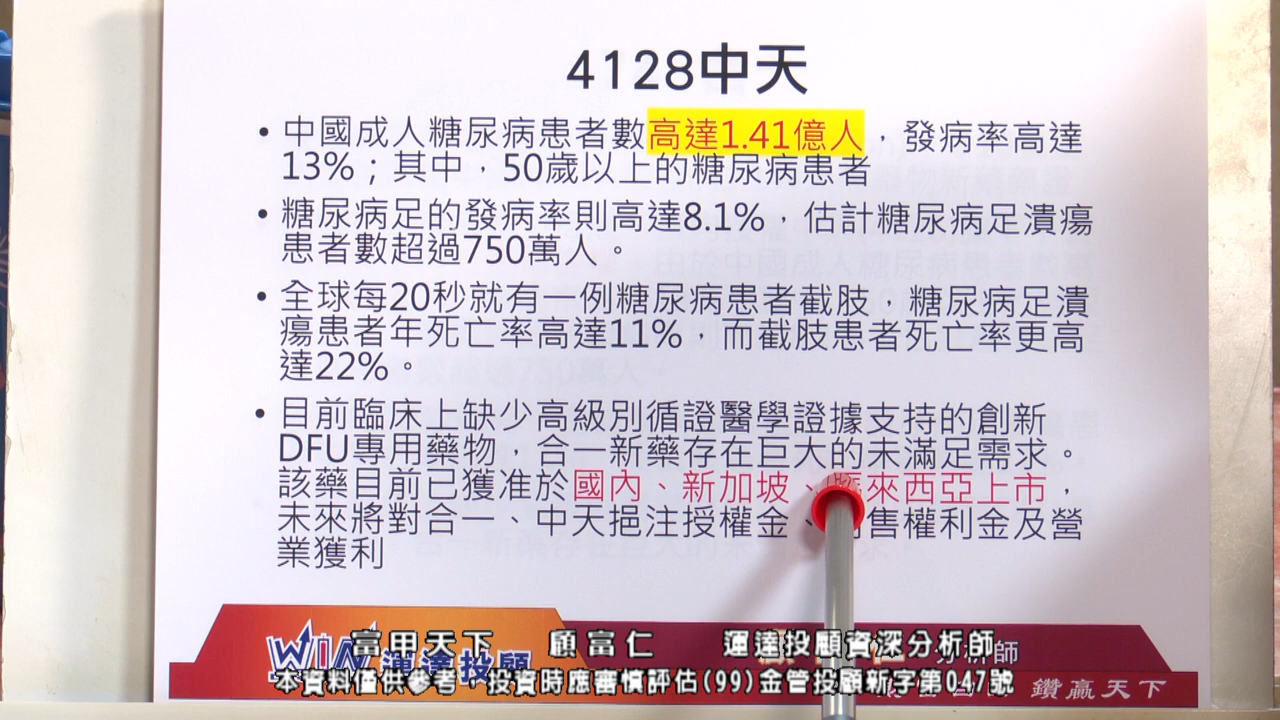 4128中天
• 中國成人糖尿病患者數高達1.41億人，發病率高達
13%；其中，50歲以上的糖尿病患者
• 糖尿病足的發病率則高達8.1%，估計糖尿病足潰瘍
患者數超過750萬人。
• 全球每20秒就有一例糖尿病患者截肢，糖尿病足潰
瘍患者年死亡率高達11%，而截肢患者死亡率更高
達22%。
• 目前臨床上缺少高級別循證醫學證據支持的創新
DFU專用藥物，合一新藥存在巨大的未滿足需求。
該藥目前已獲准於國內、新加坡、來西亞上市，
未來將對合一、中天挹注授權金、售權利金及營
業獲利
WIN 運達投顧
富甲天下 顧富仁 運達投顧資深分析師
分析師
本資料僅供參考，投資時應審慎評估(99)金管投顧新字第047號
鑽贏天下